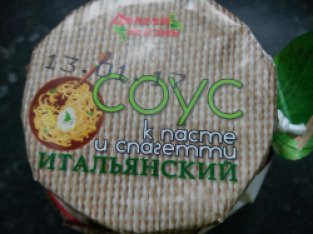 13.01.17
СОУС
к пасте
и спагетти
ИТАЛЬЯНСКИЙ